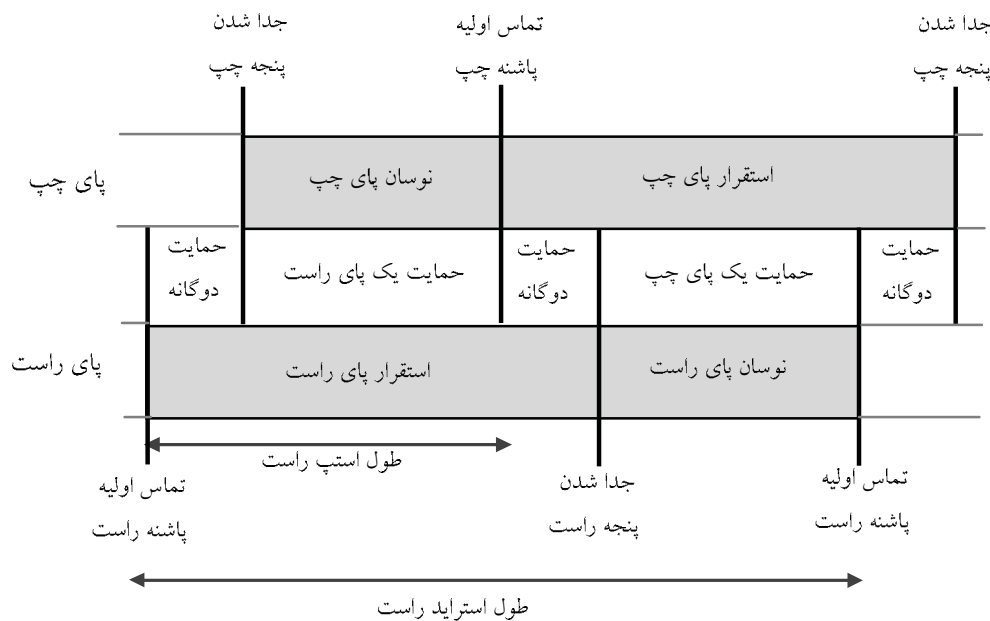 جدا شدن
پنجه چپ
تماس اولیه
پاشنه چپ
جدا شدن
پنجه چپ
پای چپ
نوسان پای چپ
استقرار پای چپ
حمایت
دوگانه
حمایت یک پای راست
حمایت
دوگانه
حمایت یک پای چپ
حمایت
دوگانه
پای راست
استقرار پای راست
نوسان پای راست
طول استپ راست
تماس اولیه
پاشنه راست
جدا شدن
پنجه راست
تماس اولیه
پاشنه راست
طول استراید راست